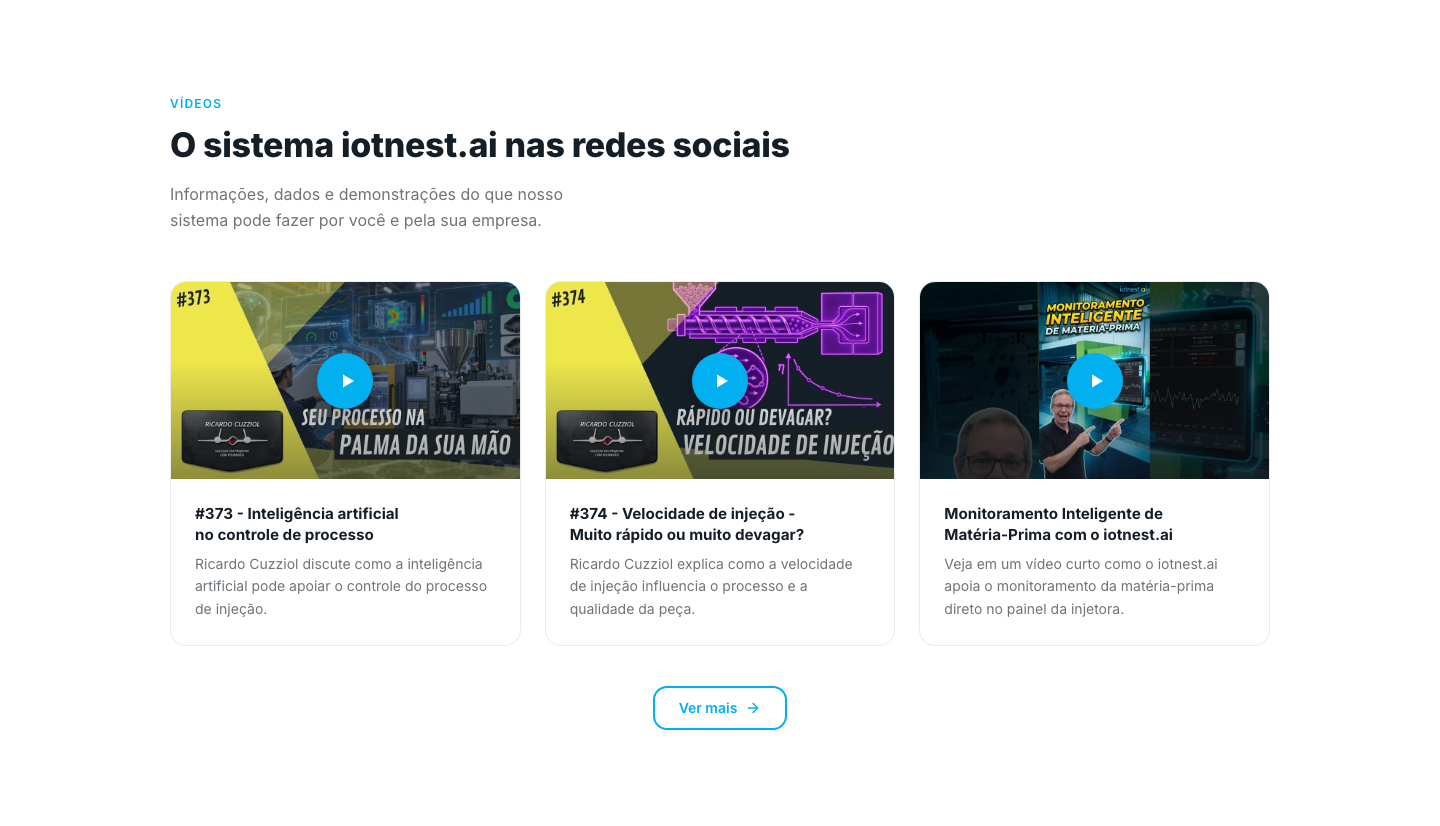 VÍDEOS
O sistema iotnest.ai nas redes sociais
Informações, dados e demonstrações do que nosso
sistema pode fazer por você e pela sua empresa.
#373
RICARDO CUZZIOL
SEU PROCESSO NA
PALMA DA SUA MÃO
#373 - Inteligência artificial
no controle de processo
Ricardo Cuzziol discute como a inteligência
artificial pode apoiar o controle do processo
de injeção.
#374
η
RICARDO CUZZIOL
RÁPIDO OU DEVAGAR?
VELOCIDADE DE INJEÇÃO
#374 - Velocidade de injeção -
Muito rápido ou muito devagar?
Ricardo Cuzziol explica como a velocidade
de injeção influencia o processo e a
qualidade da peça.
iotnest.ai
MONITORAMENTO
INTELIGENTE
DE MATÉRIA-PRIMA
Monitoramento Inteligente de
Matéria-Prima com o iotnest.ai
Veja em um vídeo curto como o iotnest.ai
apoia o monitoramento da matéria-prima
direto no painel da injetora.
Ver mais